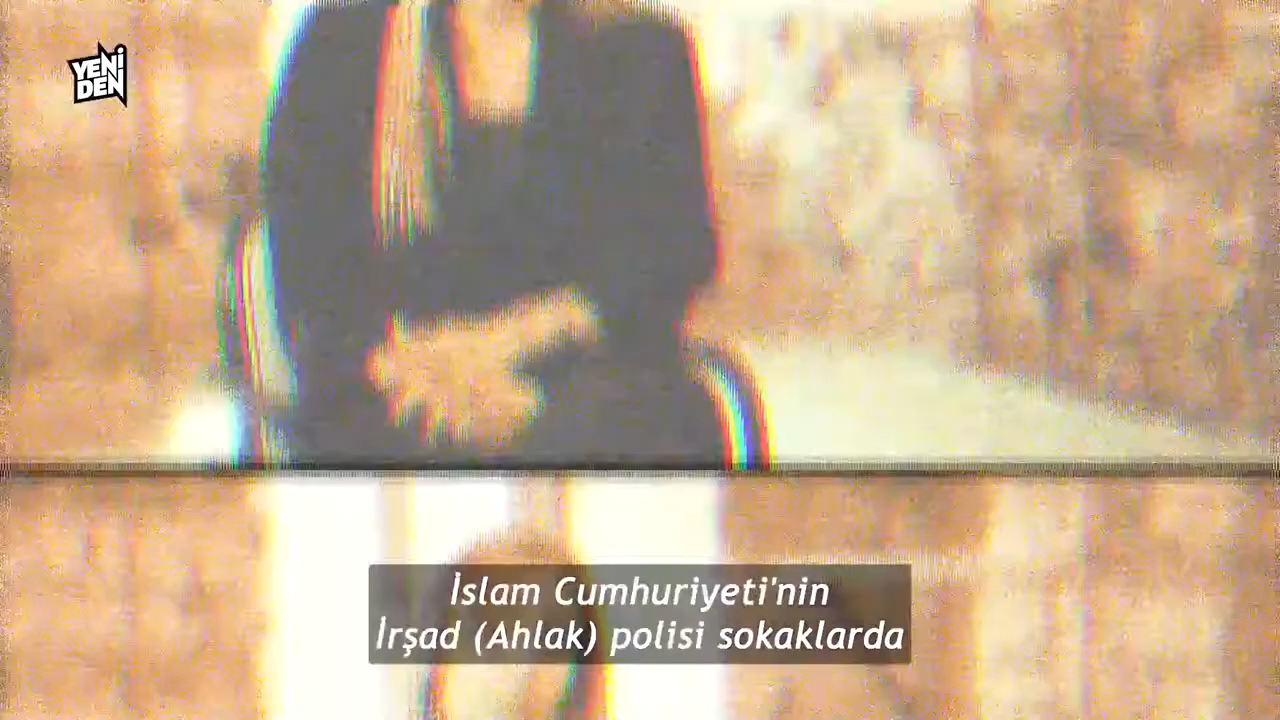 YENİ
DEN
İslam Cumhuriyeti'nin
İrşad (Ahlak) polisi sokaklarda